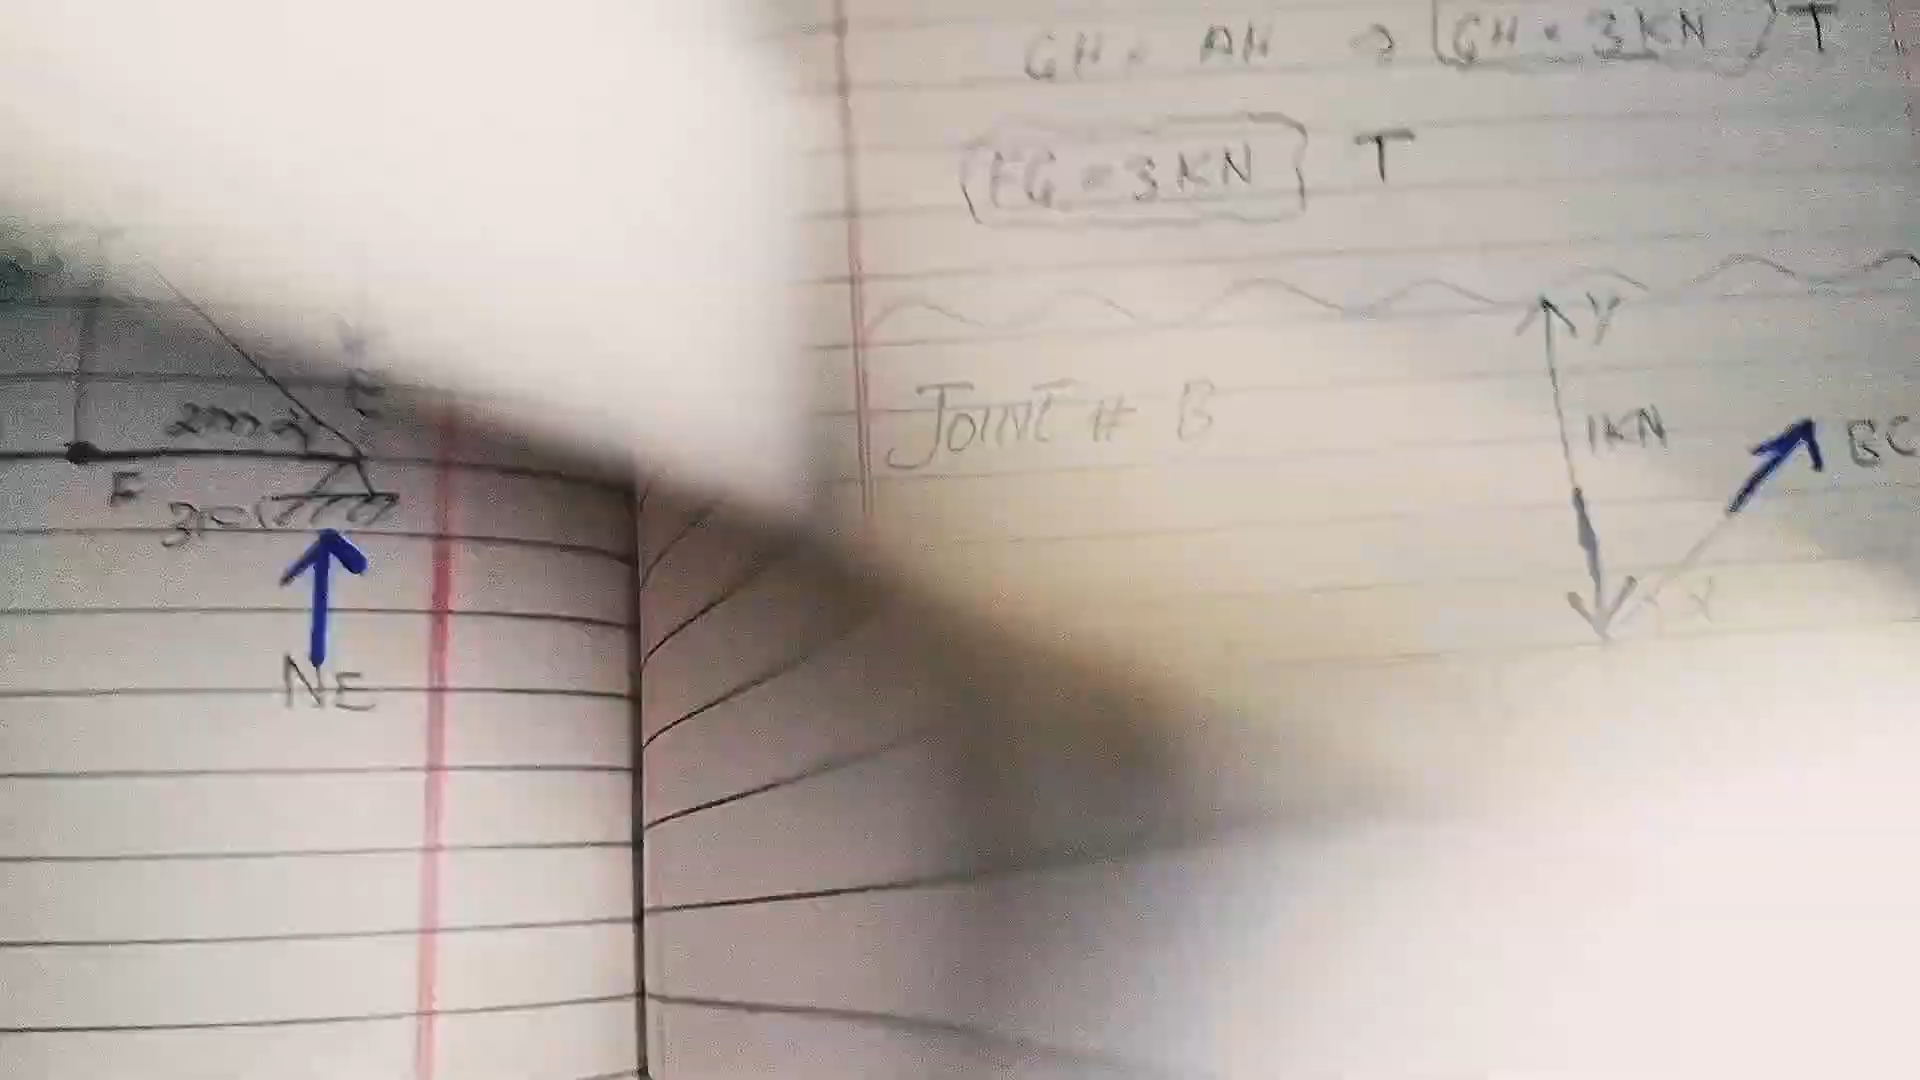 F
NE
GH = AH → GH = 3KN T
FG = 3KN T
JOINT # B
y
1KN
BC
x